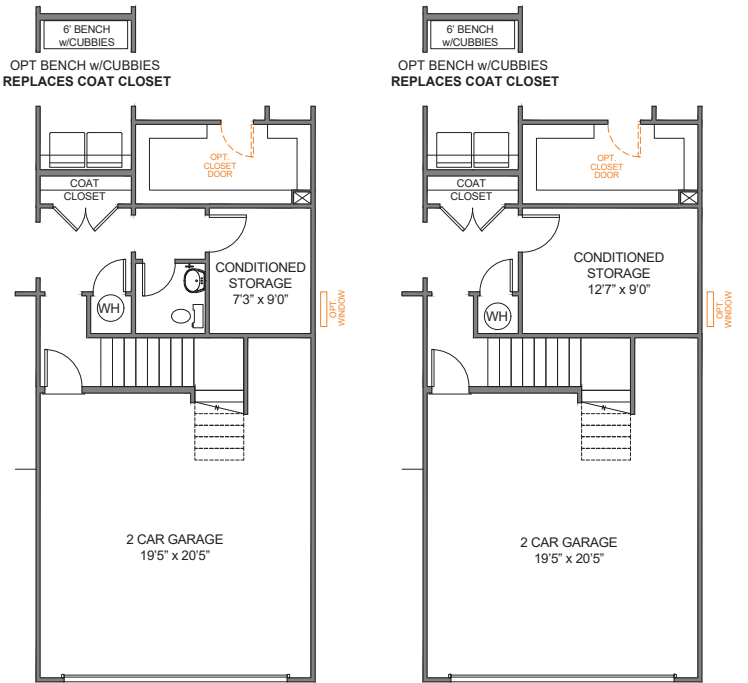 6' BENCH
w/CUBBIES
OPT BENCH w/CUBBIES
REPLACES COAT CLOSET
OPT.
CLOSET
DOOR
COAT
CLOSET
CONDITIONED
STORAGE
7'3" x 9'0"
WH
OPT.
WINDOW
2 CAR GARAGE
19'5" x 20'5"
6' BENCH
w/CUBBIES
OPT BENCH w/CUBBIES
REPLACES COAT CLOSET
OPT.
CLOSET
DOOR
COAT
CLOSET
CONDITIONED
STORAGE
12'7" x 9'0"
WH
OPT.
WINDOW
2 CAR GARAGE
19'5" x 20'5"